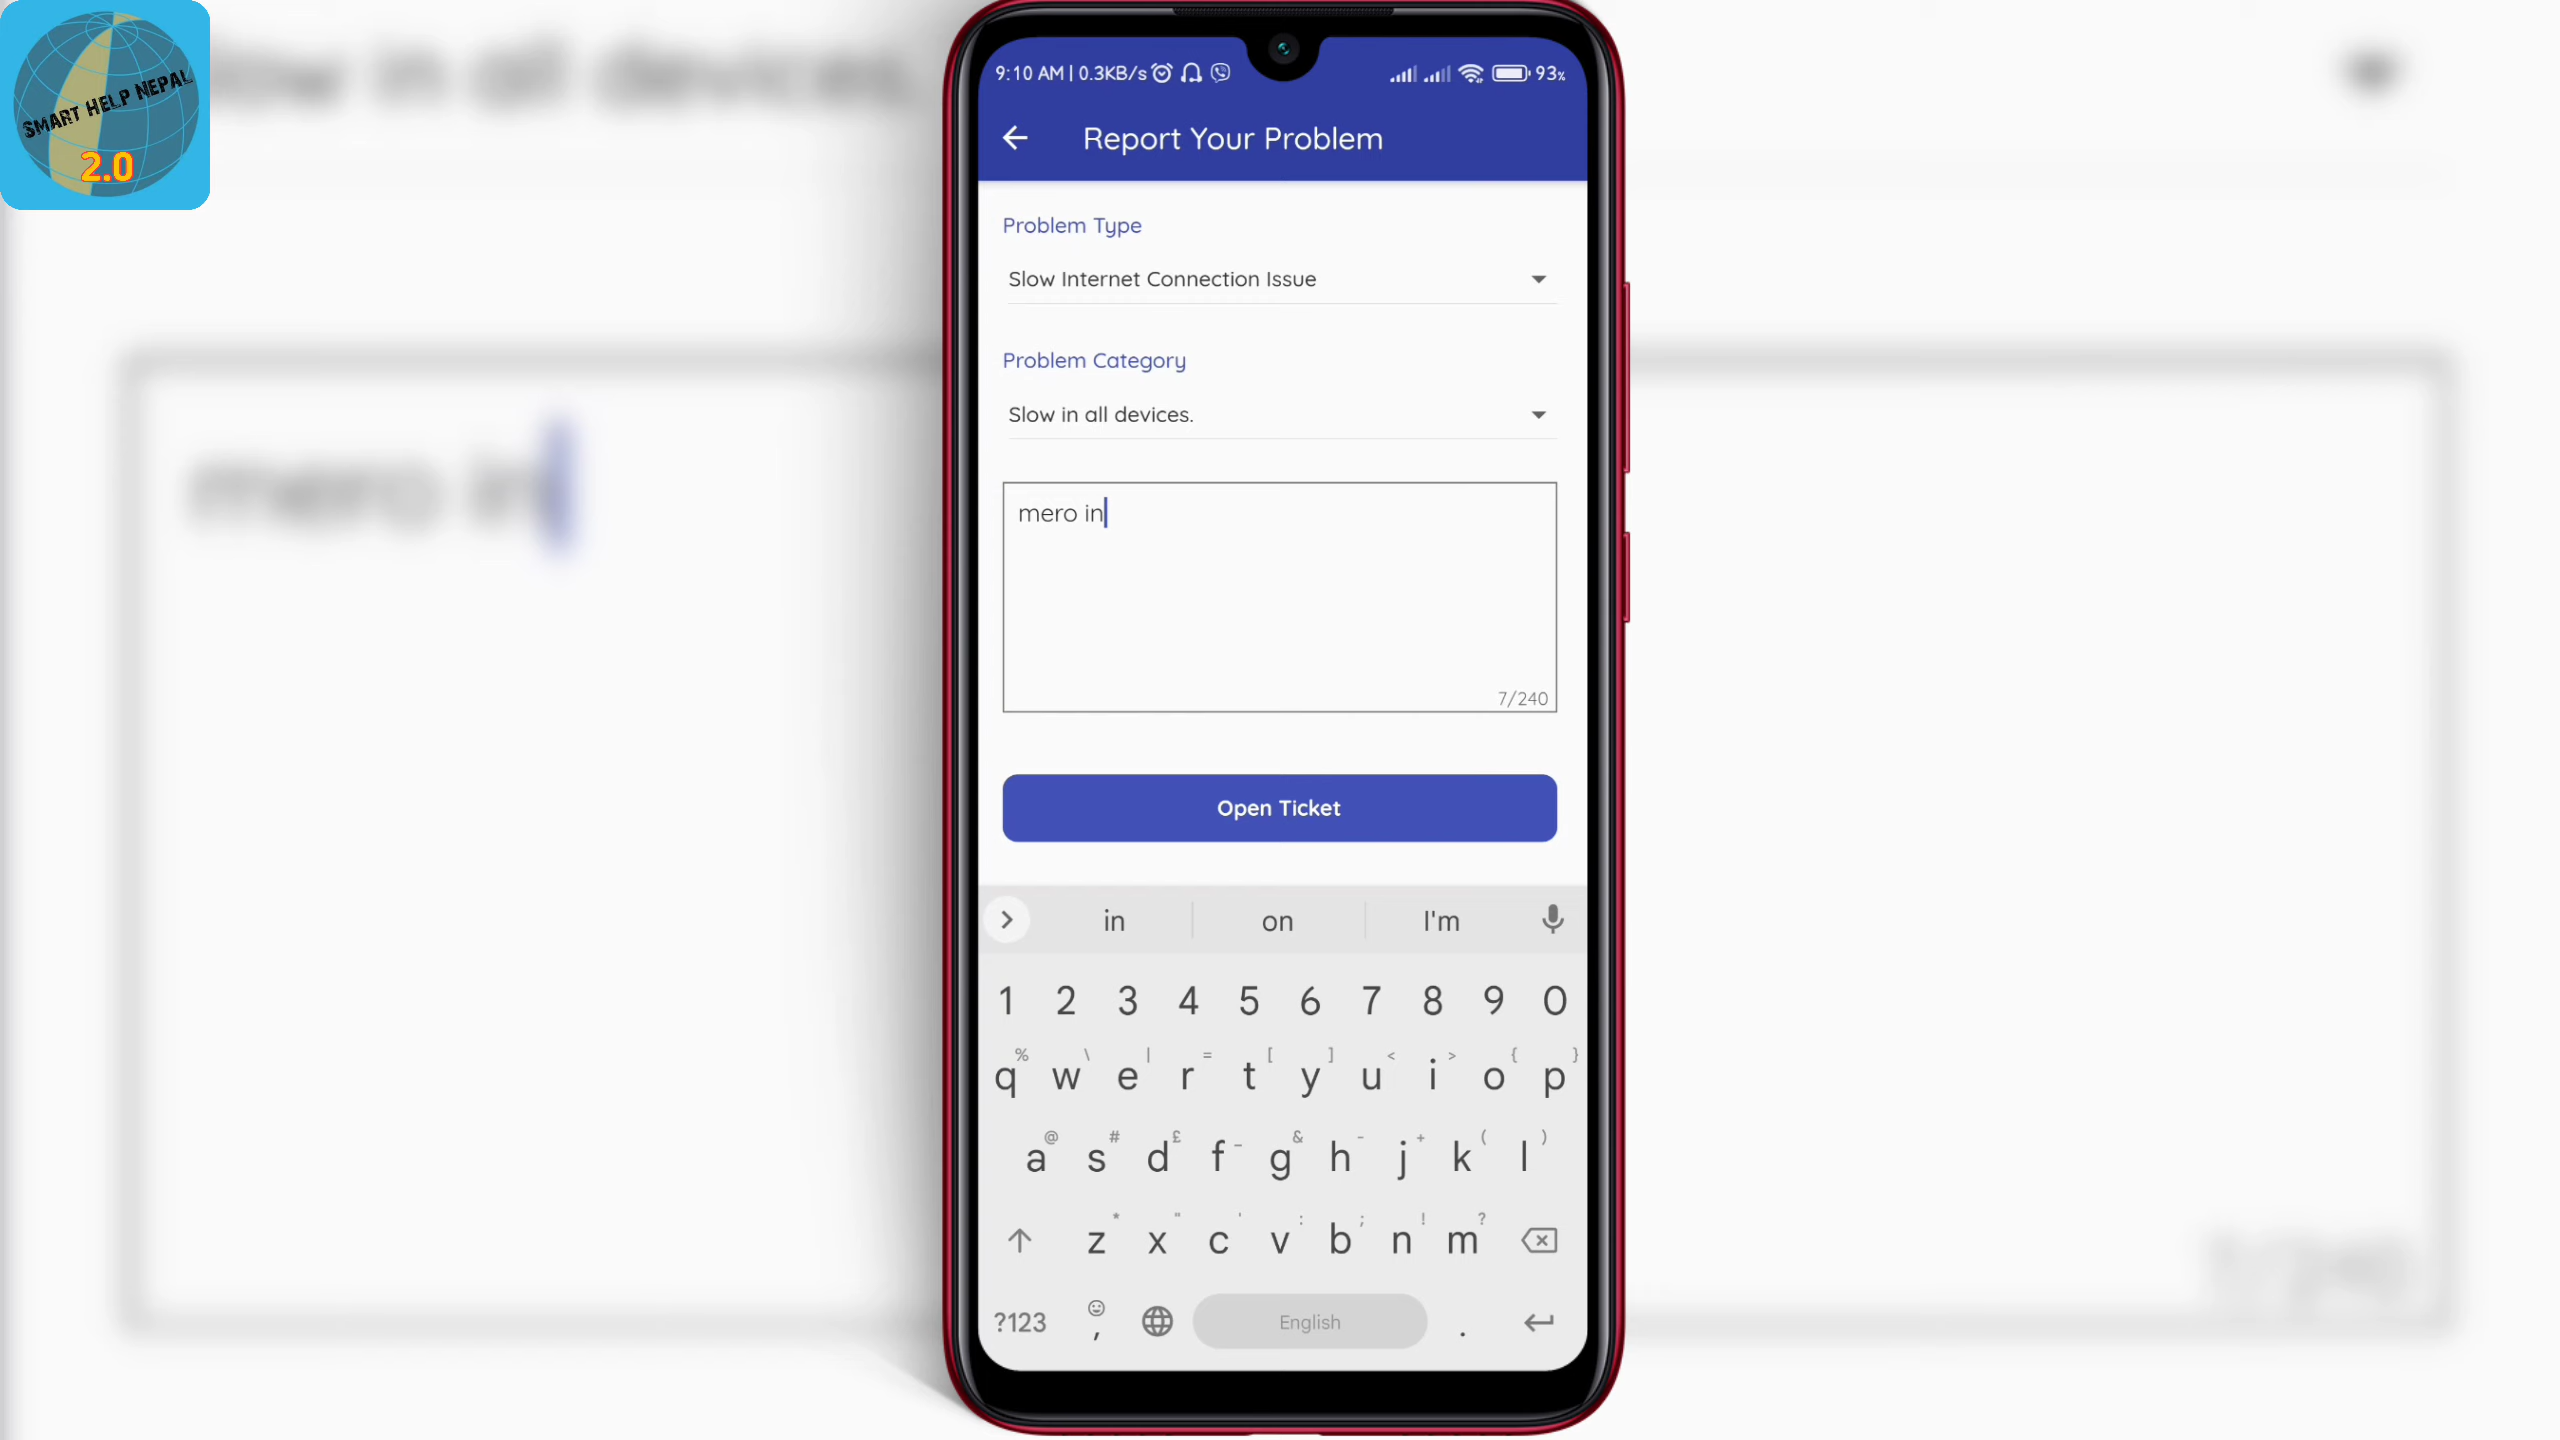 SMART HELP NEPAL
2.0
9:10 AM | 0.3KB/s
93%
Report Your Problem
Problem Type
Slow Internet Connection Issue
Problem Category
Slow in all devices.
mero in
7/240
Open Ticket
in on I'm
1 2 3 4 5 6 7 8 9 0
% \ | = [ ] < > { }
q w e r t y u i o p
@ # £ _ & - + ( )
a s d f g h j k l
* " ' : ; ! ?
z x c v b n m
?123 , English .